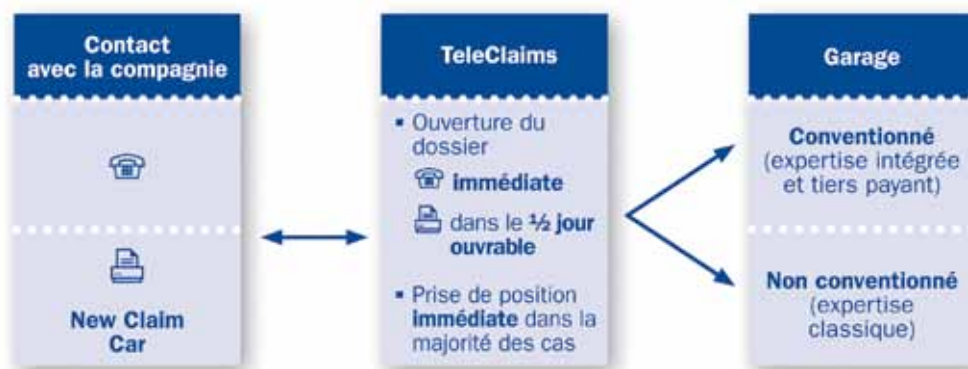 Contact
avec la compagnie
New Claim
Car
TeleClaims
▪ Ouverture du
dossier
immédiate
dans le ½ jour
ouvrable
▪ Prise de position
immédiate dans la
majorité des cas
Garage
Conventionné
(expertise intégrée
et tiers payant)
Non conventionné
(expertise
classique)